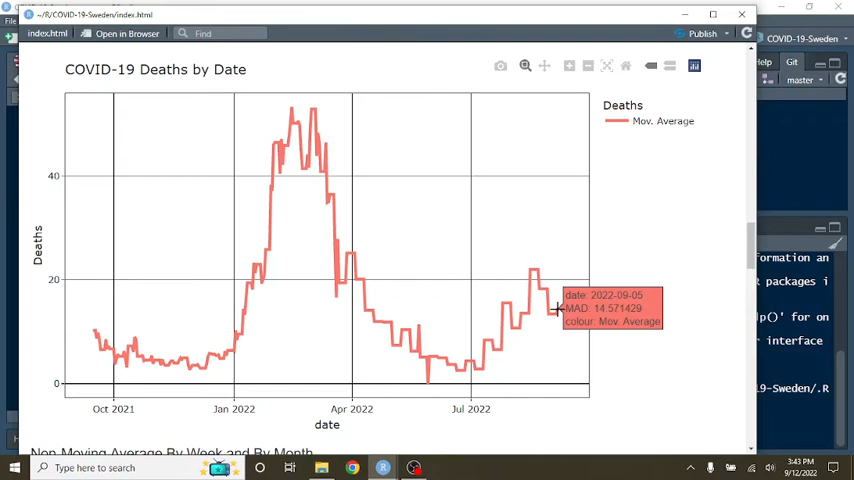 ~/R/COVID-19-Sweden/index.html
Fil
index.html
Open in Browser
Find
Publish
COVID-19-Sweden
Help
Git
master
COVID-19 Deaths by Date
Deaths
Mov. Average
40
20
0
Deaths
date: 2022-09-05
MAD: 14.571429
colour: Mov. Average
Oct 2021
Jan 2022
Apr 2022
Jul 2022
date
Non Moving Average By Week and By Month
formation an
R packages i
lp()' for on
interface
19-Sweden/.R
Type here to search
3:43 PM
9/12/2022